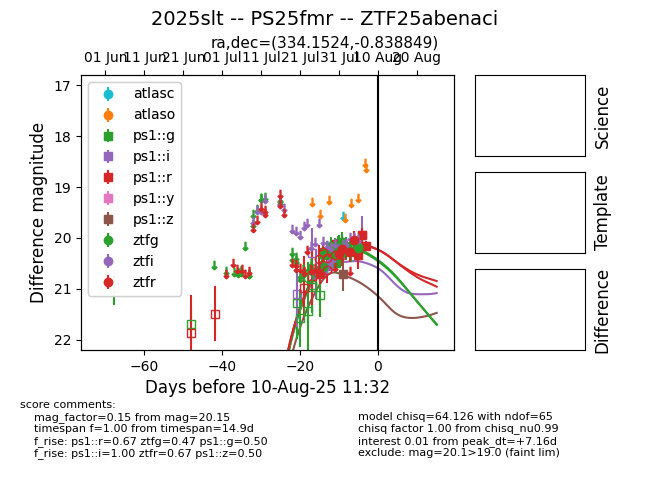 2025slt -- PS25fmr -- ZTF25abenaci
ra,dec=(334.1524,-0.838849)
01 Jun 11 Jun 21 Jun 01 Jul 11 Jul 21 Jul 31 Jul 10 Aug 20 Aug
Difference magnitude
17
18
19
20
21
22
atlasc
atlaso
ps1::g
ps1::i
ps1::r
ps1::y
ps1::z
ztfg
ztfi
ztfr
−60 −40 −20 0
Days before 10-Aug-25 11:32
Science
Template
Difference
score comments:
mag_factor=0.15 from mag=20.15
timespan f=1.00 from timespan=14.9d
f_rise: ps1::r=0.67 ztfg=0.47 ps1::g=0.50
f_rise: ps1::i=1.00 ztfr=0.67 ps1::z=0.50
model chisq=64.126 with ndof=65
chisq factor 1.00 from chisq_nu0.99
interest 0.01 from peak_dt=+7.16d
exclude: mag=20.1>19.0 (faint lim)